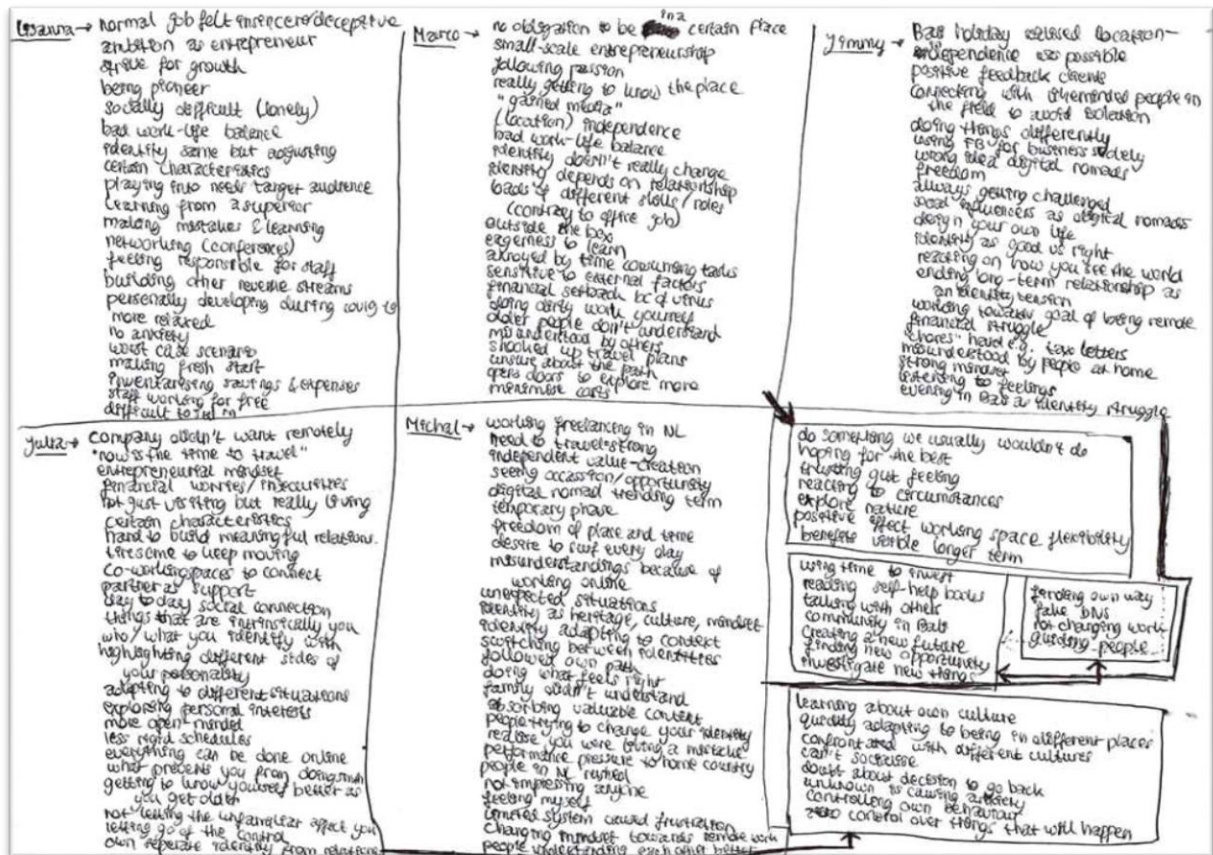 Lisanna → normal job felt insincere/deceptive
ambition as entrepreneur
strive for growth
being pioneer
socially difficult (lonely)
bad work-life balance
identity same but adjusting
certain characteristics
playing into needs target audience
learning from a superior
making mistakes & learning
networking (conferences)
feeling responsible for staff
building other revenue streams
personally developing during covid 19
more relaxed
no anxiety
worst case scenario
making fresh start
inventarising savings & expenses
staff working for free
difficult to
Marco → no obligation to be in a certain place
small-scale entrepreneurship
following passion
really getting to know the place
"gained media"
(location) independence
bad work-life balance
identity doesn't really change
identity depends on relationship
loads of different skills/roles
(contrary to office job)
outside the box
eagerness to learn
annoyed by time consuming tasks
sensitive to external factors
financial setback bc of virus
doing dirty work yourself
older people don't understand
misunderstood by others
shooked up travel plans
unsure about the path
opens doors to explore more
minimise costs
Jimmy → Bali holiday location-
independence was possible
positive feedback clients
connecting with likeminded people in
the field to avoid isolation
doing things differently
using FB for business solely
wrong idea digital nomads
freedom
always getting challenged
social influencers as digital nomads
design your own life
identity as good vs right
reacting on how you see the world
ending long-term relationship as
an identity tension
working towards goal of being remote
financial struggle
"chores" hard e.g. tax letters
misunderstood by people at home
strong mindset
listening to feelings
evening in Bali as identity struggle
Julia → company didn't want remotely
"now is the time to travel"
entrepreneurial mindset
financial worries/insecurities
not just visiting but really living
certain characteristics
hard to build meaningful relations.
tiresome to keep moving
co-workingspaces to connect
partner as support
day to day social connection
things that are intrinsically you
who/what you identify with
highlighting different sides of
your personality
adapting to different situations
exploring personal interests
more open minded
less rigid schedules
everything can be done online
what prevents you from doing
getting to know yourself better as
you get older
not letting the unfamiliar affect you
letting go of the control
own seperate identity from relations
Michal → working freelancing in NL
need to travel-strong
independent value-creation
seeing occassion/opportunity
digital nomad trending term
temporary phase
freedom of place and time
desire to surf every day
misunderstandings because of
working online
unexpected situations
identity as heritage, culture, mindset
identity adapting to context
switching between identities
followed own path
doing what feels right
family didn't understand
absorbing valuable content
people trying to change your identity
realise you were living a mistake
performance pressure to home country
people in NL rushed
not impressing anyone
feeling myself
system caused frustration
changing mindset towards remote work
people understanding each other better
do something we usually wouldn't do
hoping for the best
trusting gut feeling
reacting to circumstances
explore nature
positive effect working space flexibility
benefits visible longer term
using time to invest
reading self-help books
talking with others
community in Bali
creating a new future
finding new opportunity
investigate new things
finding own way
fake DNs
not changing work
guiding people
learning about own culture
quickly adapting to being in different places
confrontated with different cultures
can't socialise
doubt about decision to go back
unknown is causing anxiety
controlling own behaviour
zero control over things that will happen